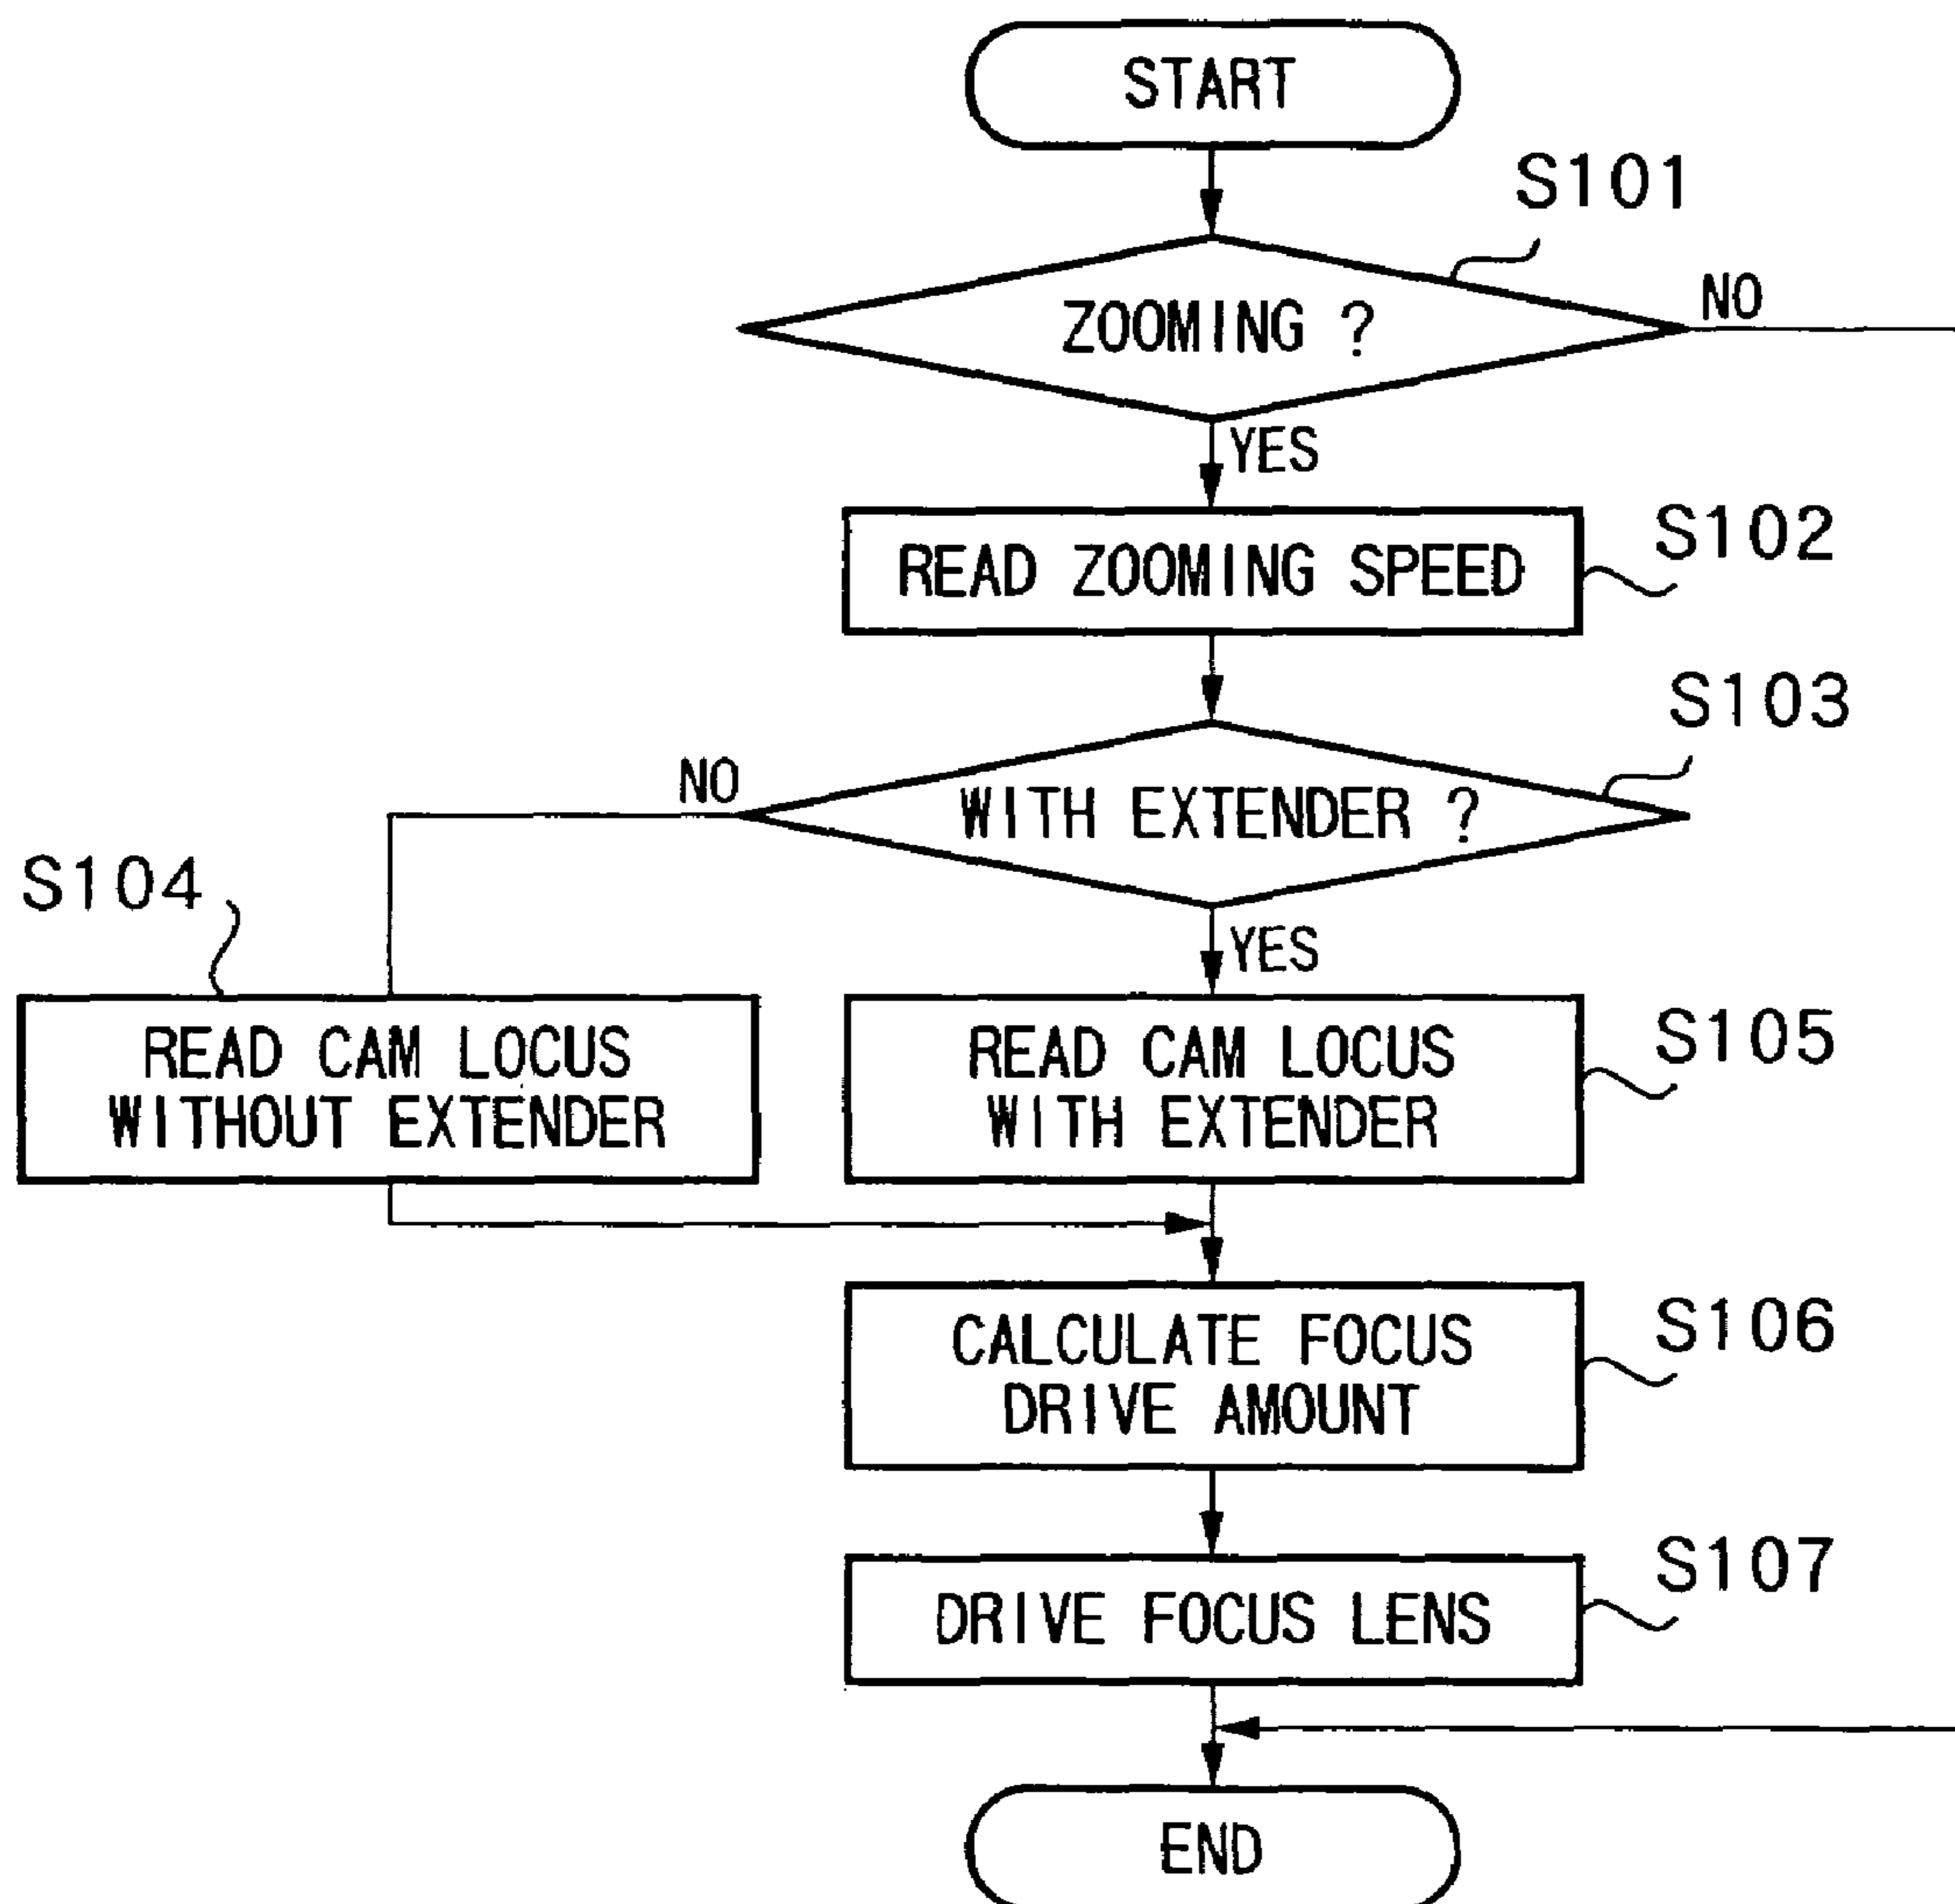 START
S101
ZOOMING ?
NO
YES
READ ZOOMING SPEED
S102
S103
NO
WITH EXTENDER ?
S104
YES
READ CAM LOCUS
WITHOUT EXTENDER
READ CAM LOCUS
WITH EXTENDER
S105
CALCULATE FOCUS
DRIVE AMOUNT
S106
DRIVE FOCUS LENS
S107
END